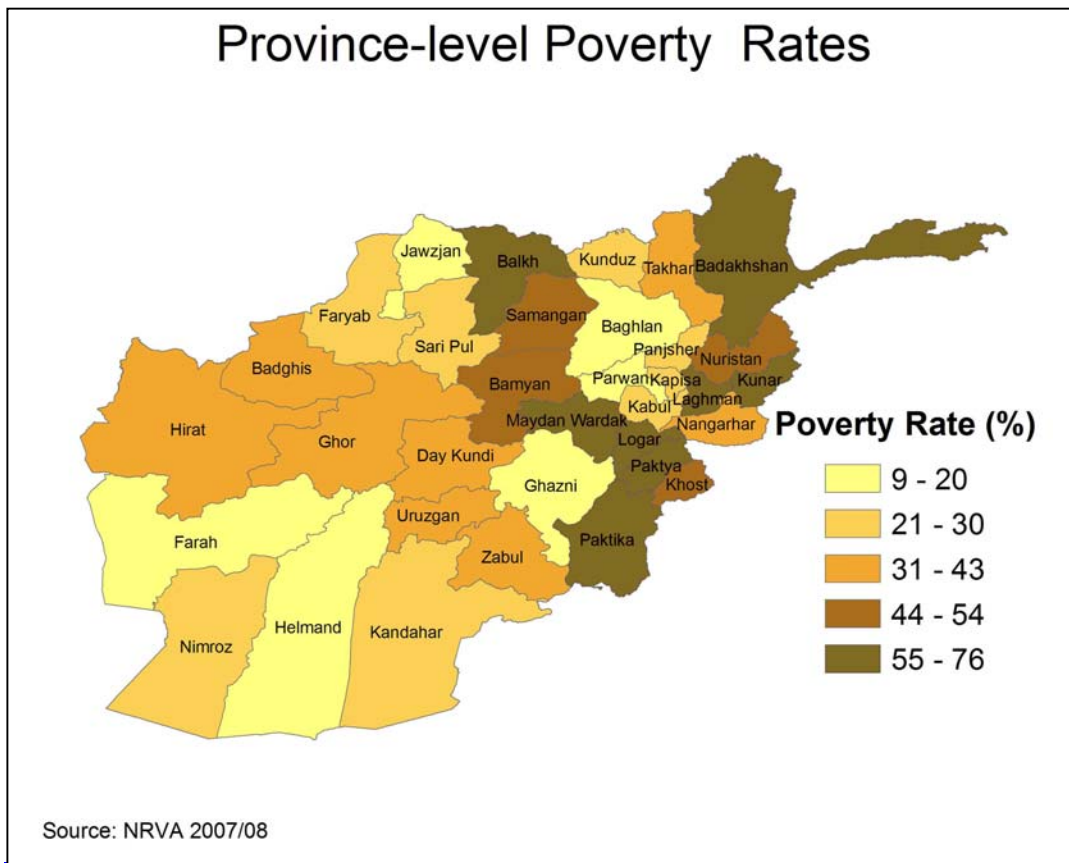 Province-level Poverty  Rates
Jawzjan
Balkh
Kunduz
Takhar
Badakhshan
Faryab
Samangan
Baghlan
Sari Pul
Panjsher
Nuristan
Badghis
Bamyan
Parwan
Kapisa
Kunar
Laghman
Hirat
Ghor
Maydan Wardak
Kabul
Nangarhar
Day Kundi
Logar
Paktya
Khost
Ghazni
Uruzgan
Farah
Zabul
Paktika
Nimroz
Helmand
Kandahar
Poverty Rate (%)
9 - 20
21 - 30
31 - 43
44 - 54
55 - 76
Source: NRVA 2007/08